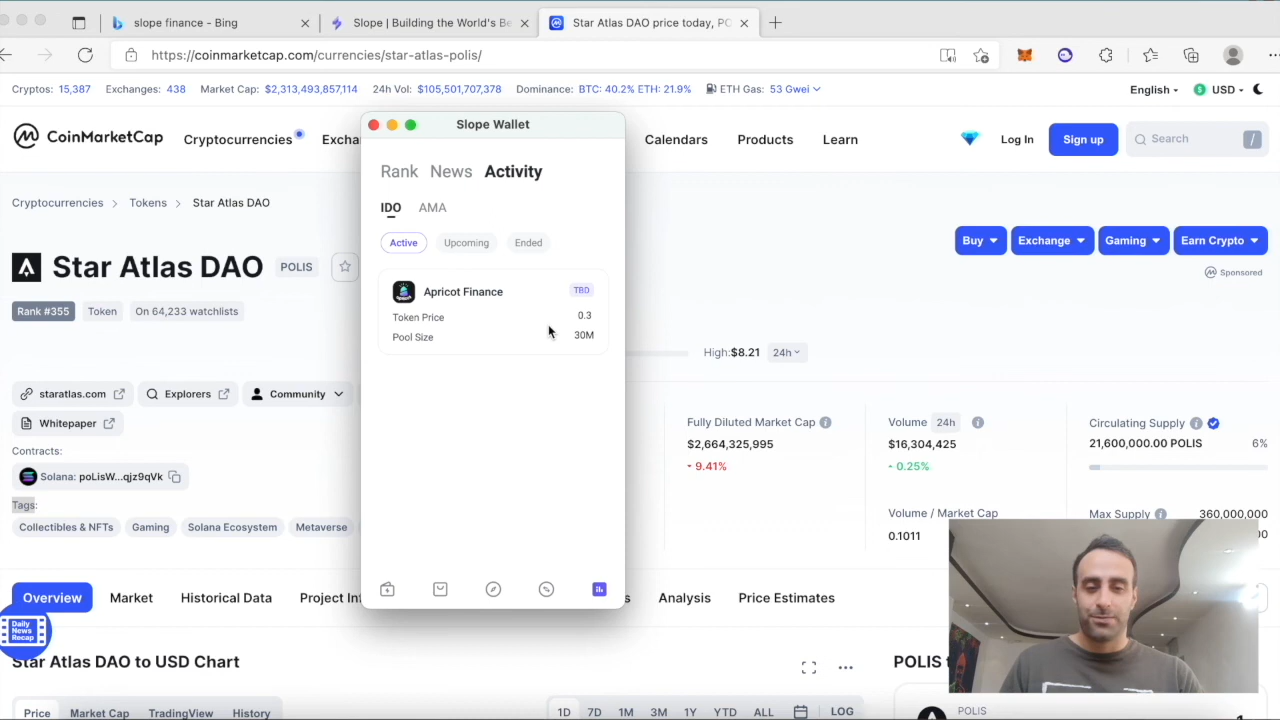 slope finance - Bing
Slope | Building the World's Be
Star Atlas DAO price today, PO
https://coinmarketcap.com/currencies/star-atlas-polis/
Cryptos: 15,387 Exchanges: 438 Market Cap: $2,313,493,857,114 24h Vol: $105,501,707,378 Dominance: BTC: 40.2% ETH: 21.9% ETH Gas: 53 Gwei English USD
CoinMarketCap Cryptocurrencies Excha Calendars Products Learn Log In Sign up Search /
Cryptocurrencies > Tokens > Star Atlas DAO
Star Atlas DAO POLIS
Buy Exchange Gaming Earn Crypto
Sponsored
Rank #355 Token On 64,233 watchlists
High:$8.21 24h
staratlas.com Explorers Community
Whitepaper
Contracts:
Solana: poLisW...qjz9qVk
Tags:
Collectibles & NFTs Gaming Solana Ecosystem Metaverse
Fully Diluted Market Cap
$2,664,325,995
9.41%
Volume 24h
$16,304,425
0.25%
Volume / Market Cap
0.1011
Circulating Supply
21,600,000.00 POLIS 6%
Max Supply 360,000,000
00
Slope Wallet
Rank News Activity
IDO AMA
Active Upcoming Ended
Apricot Finance TBD
Token Price 0.3
Pool Size 30M
Overview Market Historical Data Project Inf s Analysis Price Estimates
Daily
News
Recap
Star Atlas DAO to USD Chart
Price Market Cap TradingView History
1D 7D 1M 3M 1Y YTD ALL LOG
POLIS t
POLIS